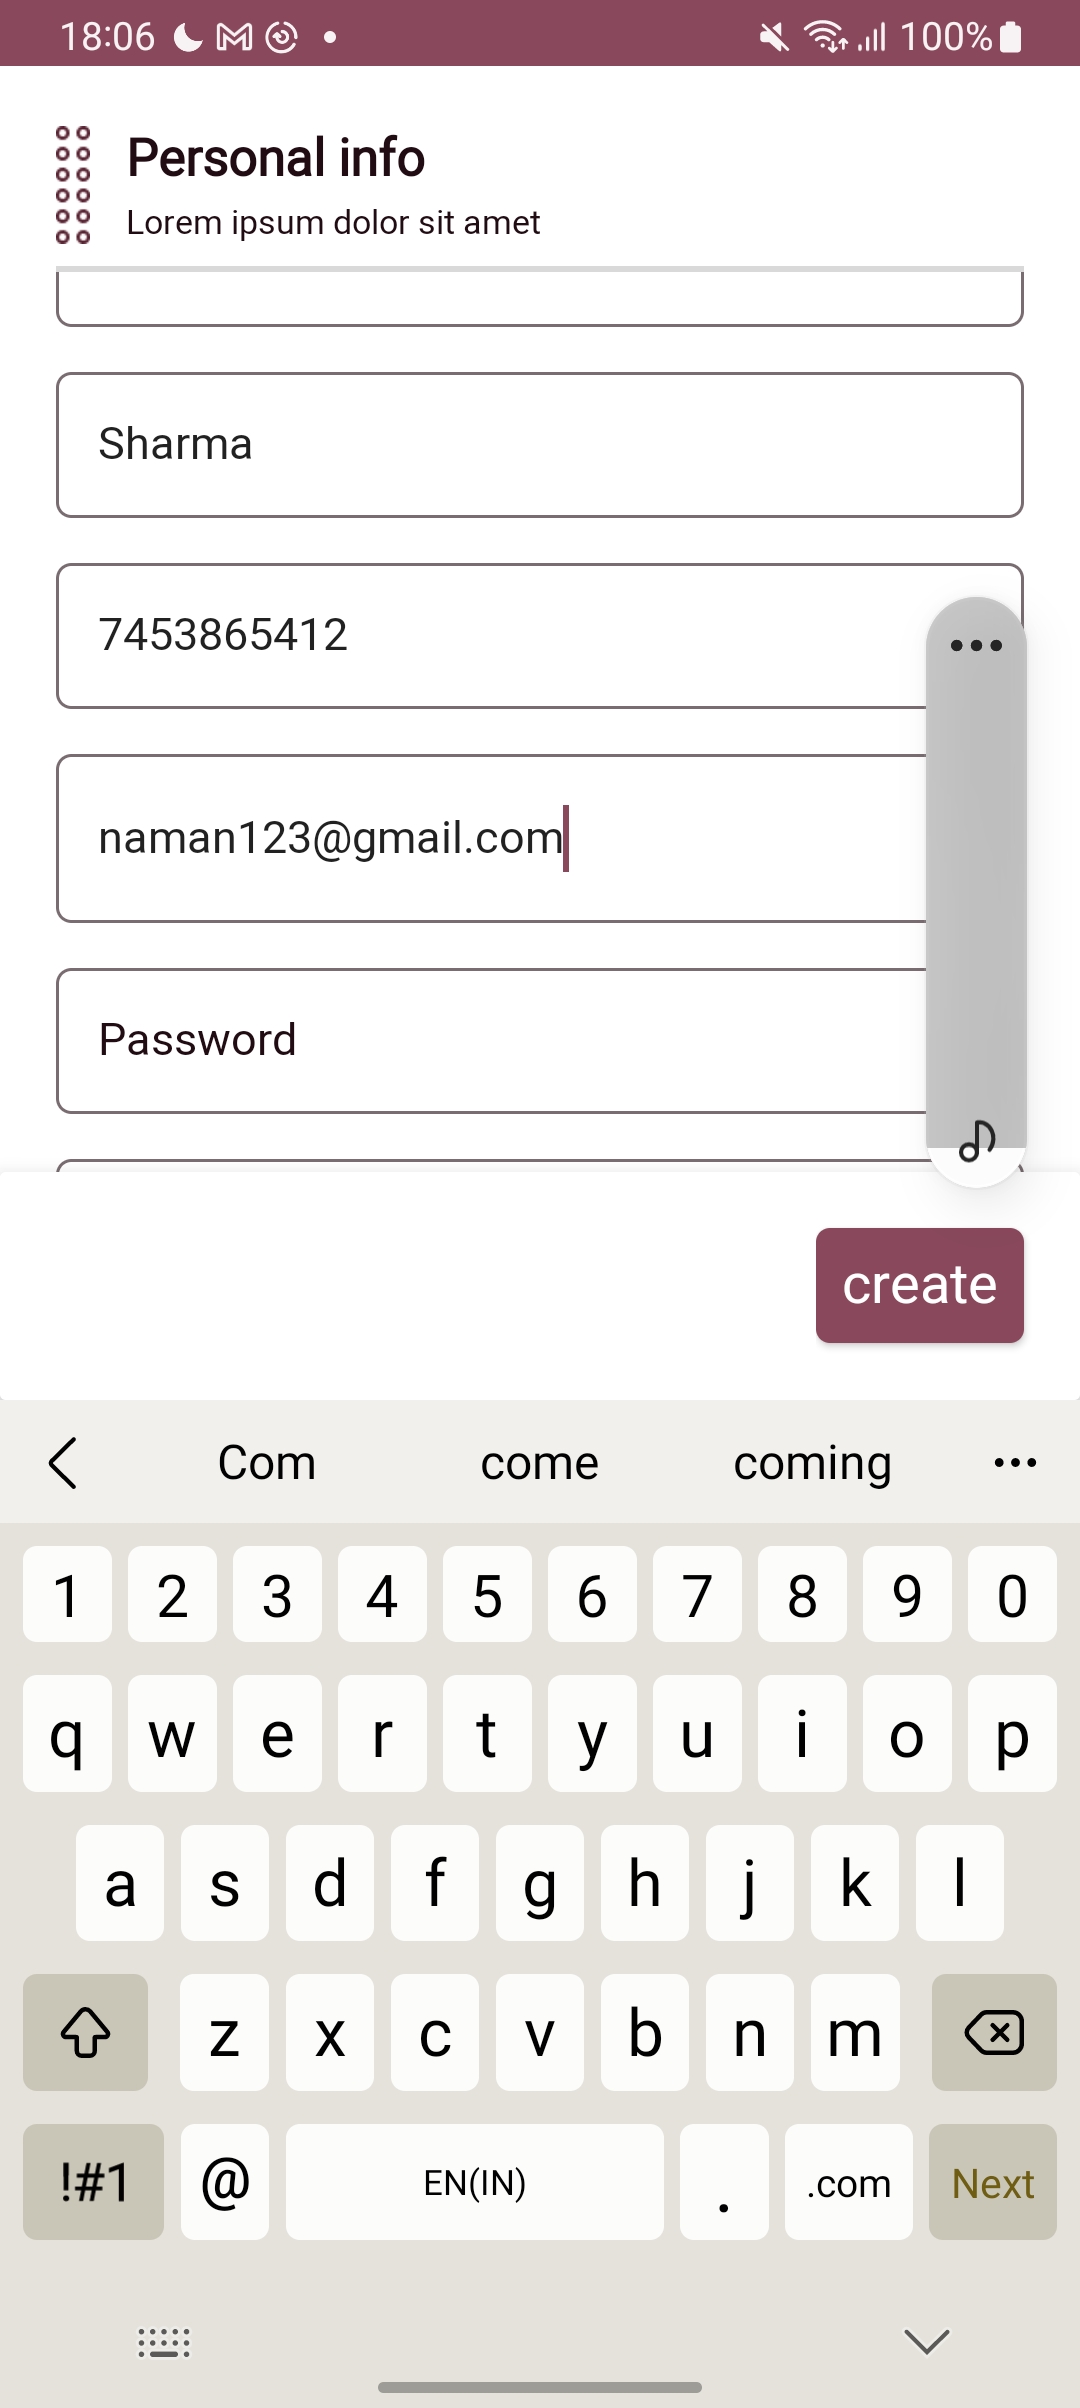 18:06 100%
Personal info
Lorem ipsum dolor sit amet
Sharma
7453865412
naman123@gmail.com
Password
create
Com come coming
1 2 3 4 5 6 7 8 9 0
q w e r t y u i o p
a s d f g h j k l
z x c v b n m
!#1 @ EN(IN) . .com Next